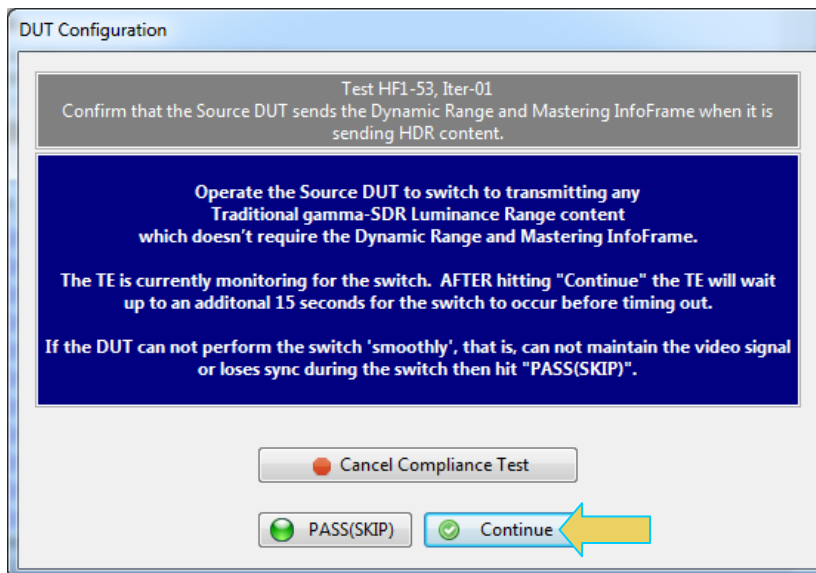 DUT Configuration
Test HF1-53, Iter-01
Confirm that the Source DUT sends the Dynamic Range and Mastering InfoFrame when it is
sending HDR content.
Operate the Source DUT to switch to transmitting any
Traditional gamma-SDR Luminance Range content
which doesn't require the Dynamic Range and Mastering InfoFrame.
The TE is currently monitoring for the switch.  AFTER hitting "Continue" the TE will wait
up to an additonal 15 seconds for the switch to occur before timing out.
If the DUT can not perform the switch 'smoothly', that is, can not maintain the video signal
or loses sync during the switch then hit "PASS(SKIP)".
Cancel Compliance Test
PASS(SKIP)
Continue